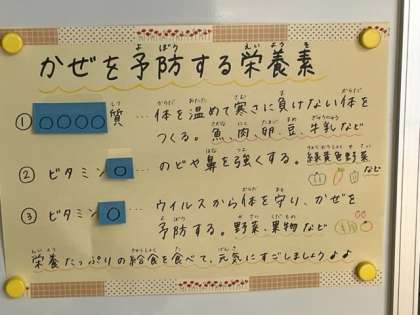 かぜを予防する栄養素
① ○○○○質 … 体を温めて寒さに負けない体を
つくる。魚、肉、卵、豆、牛乳など
② ビタミン○ … のどや鼻を強くする。緑黄色野菜
など
③ ビタミン○ … ウイルスから体を守り、かぜを
予防する。野菜、果物など
栄養たっぷりの給食を食べて、元気にすごしましょうよ